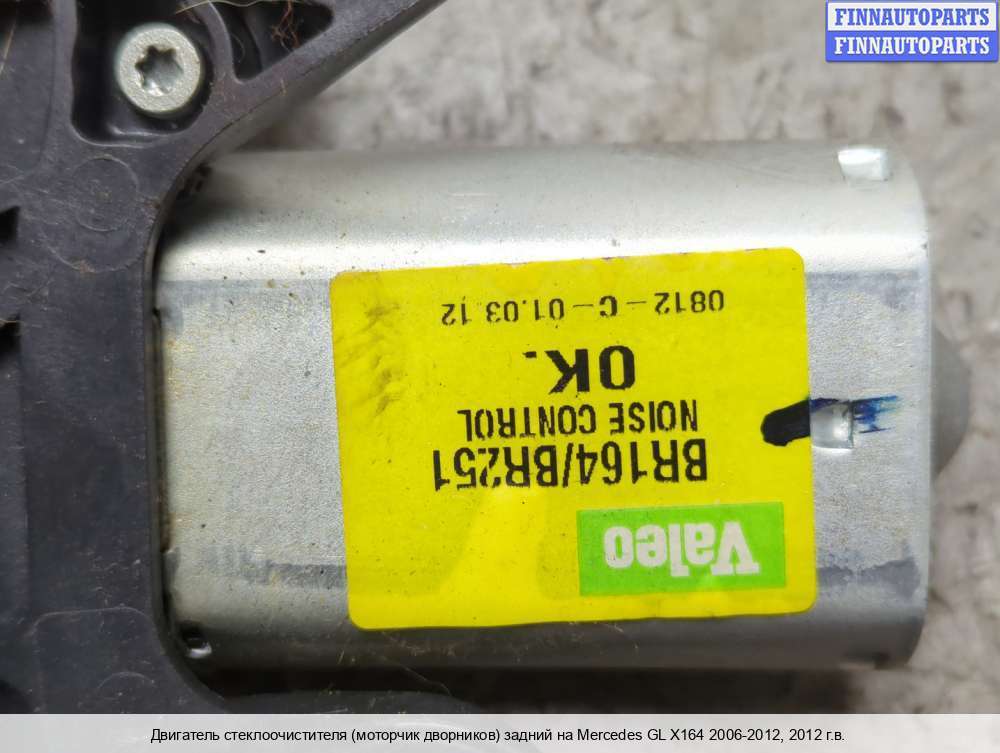 FINNAUTOPARTS
FINNAUTOPARTS
Valeo
BR164/BR251
NOISE CONTROL
OK.
0812 - C - 01.03 12
Двигатель стеклоочистителя (моторчик дворников) задний на Mercedes GL X164 2006-2012, 2012 г.в.